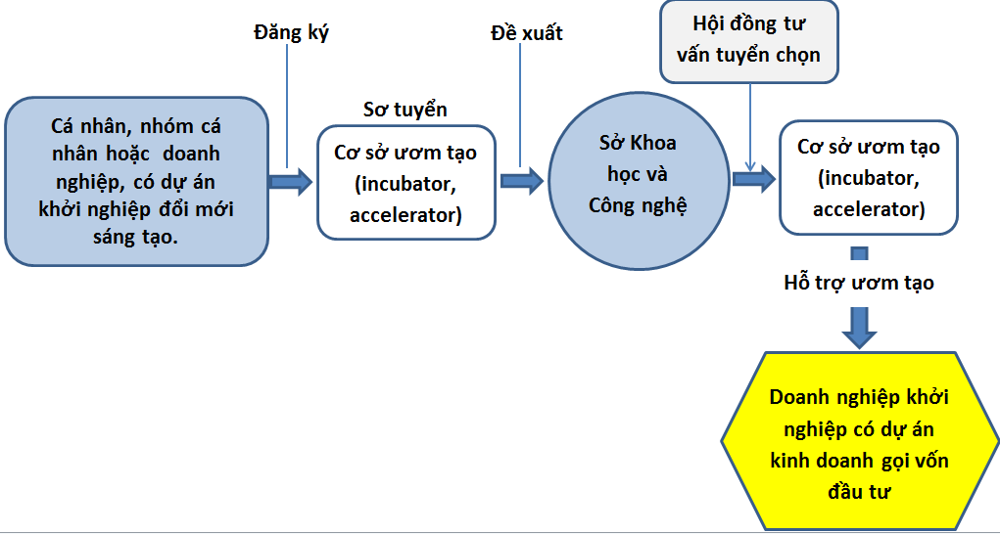 Đăng ký
Đề xuất
Hội đồng tư
vấn tuyển chọn
Cá nhân, nhóm cá
nhân hoặc doanh
nghiệp, có dự án
khởi nghiệp đổi mới
sáng tạo.
Sơ tuyển
Cơ sở ươm tạo
(incubator,
accelerator)
Sở Khoa
học và
Công nghệ
Cơ sở ươm tạo
(incubator,
accelerator)
Hỗ trợ ươm tạo
Doanh nghiệp khởi
nghiệp có dự án
kinh doanh gọi vốn
đầu tư